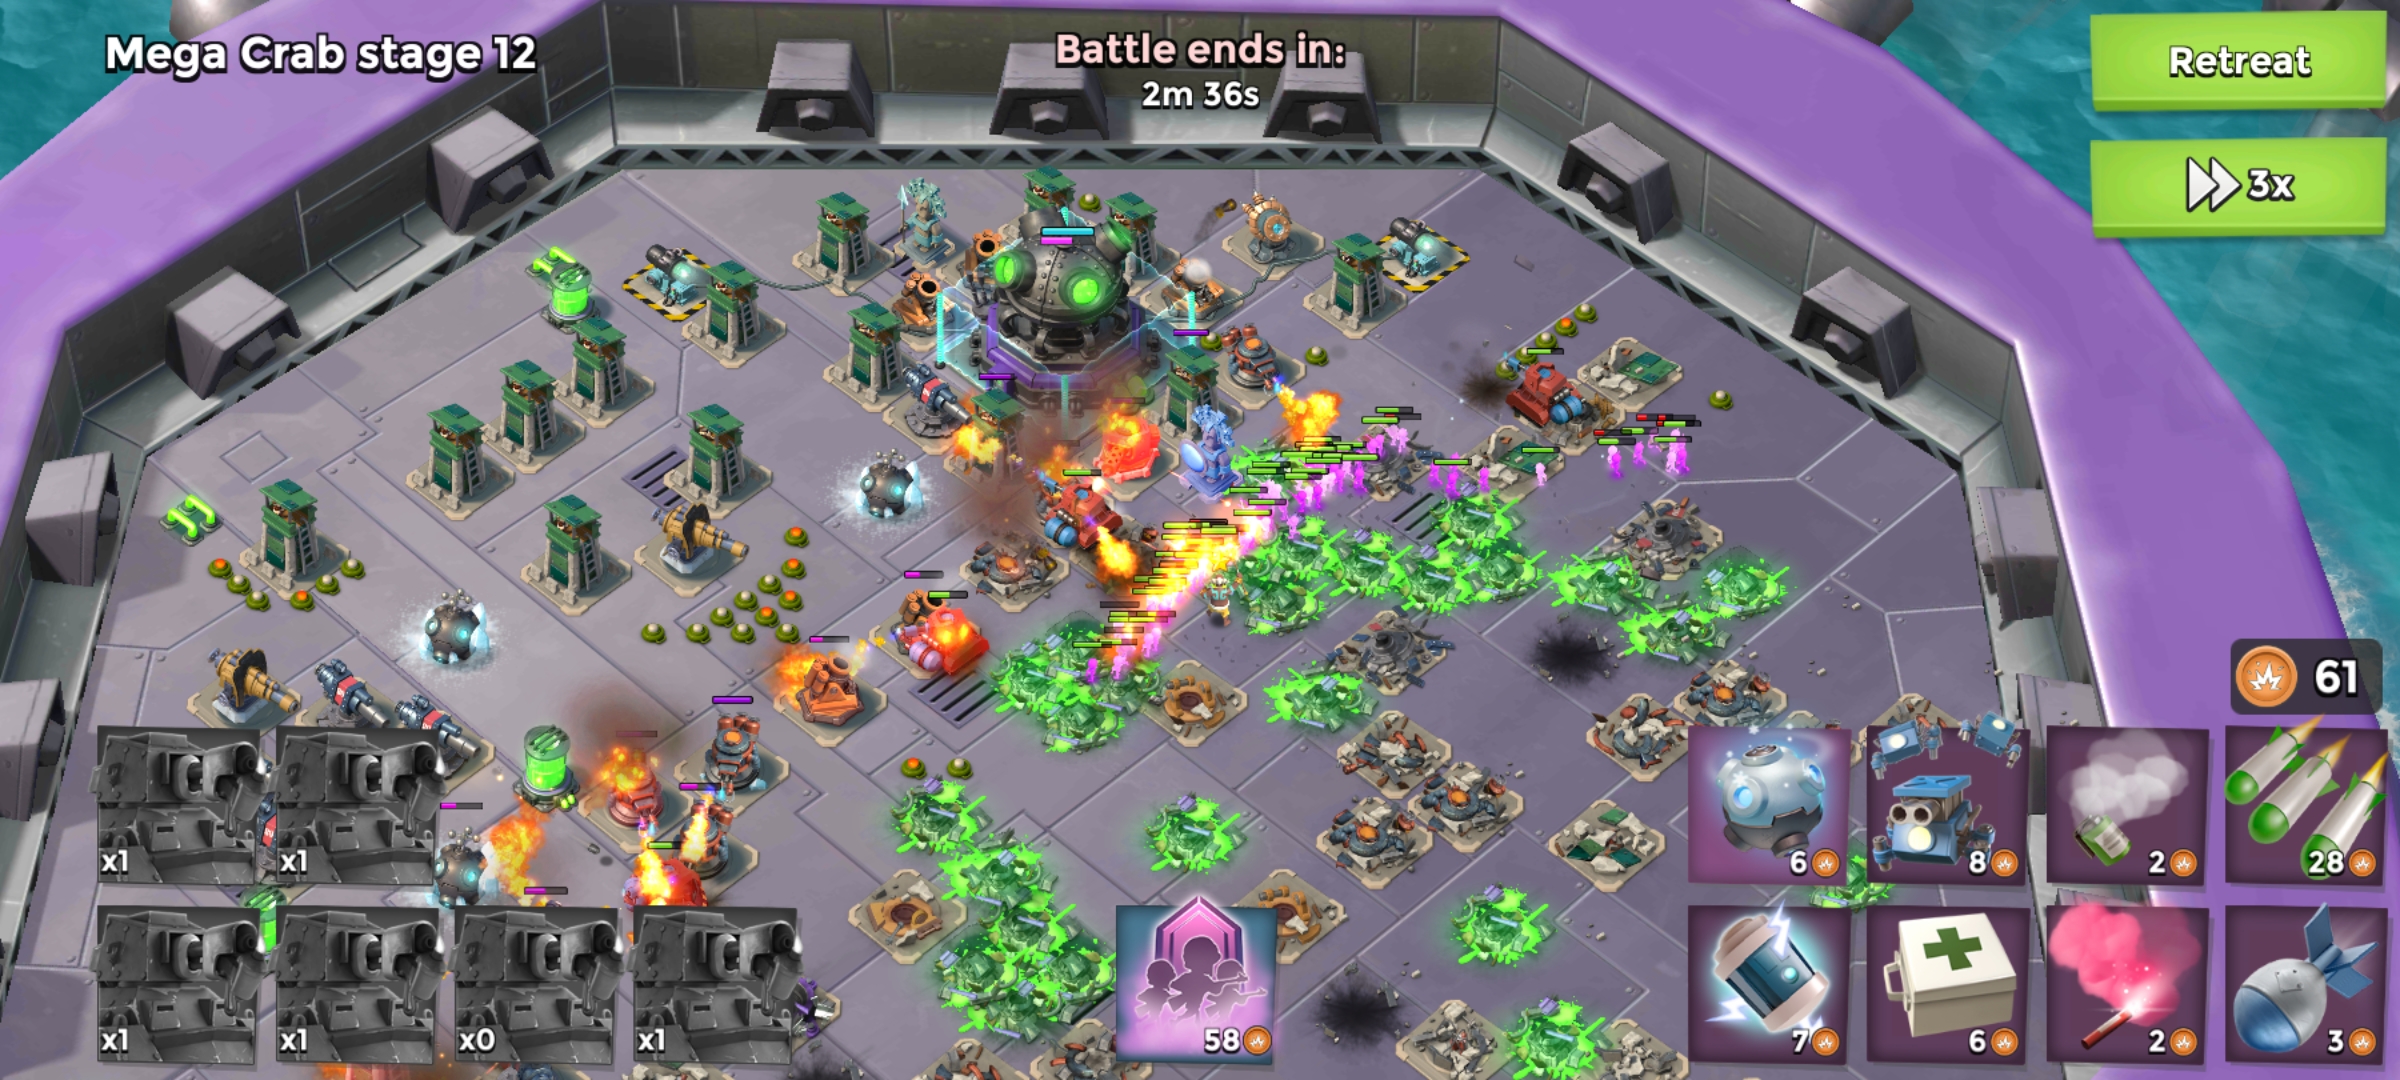 Mega Crab stage 12
Battle ends in:
2m 36s
Retreat
3x
61
x1
x1
6
8
2
28
x1
x1
x0
x1
58
7
6
2
3